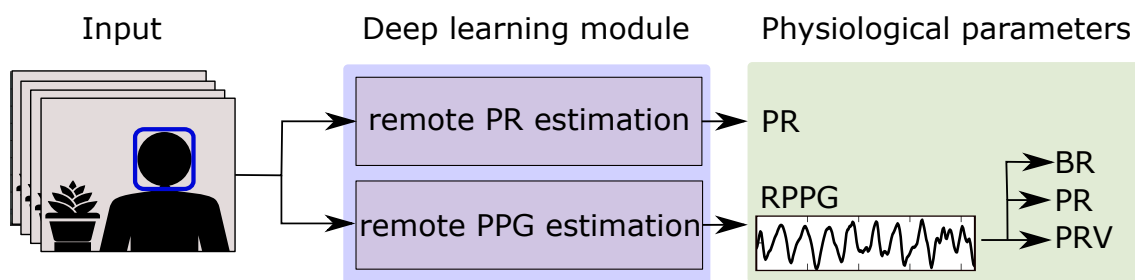 Input
Deep learning module
Physiological parameters
remote PR estimation
PR
remote PPG estimation
RPPG
BR
PR
PRV